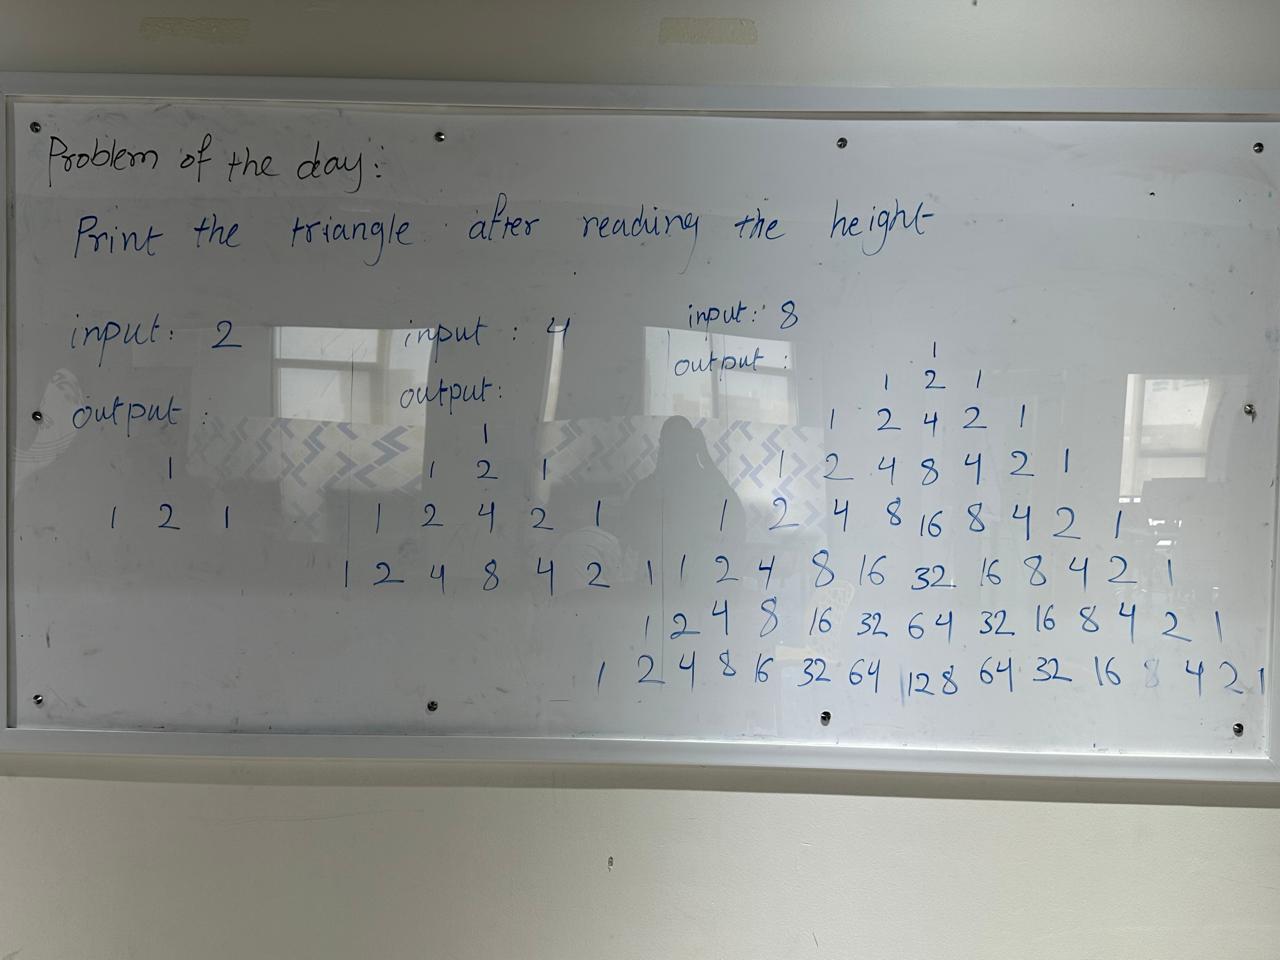 Problem of the day:
Print the triangle after reading the height
input: 2
output:
1
1 2 1
input: 4
output:
1
1 2 1
1 2 4 2 1
1 2 4 8 4 2 1
input: 8
output:
1
1 2 1
1 2 4 2 1
1 2 4 8 4 2 1
1 2 4 8 16 8 4 2 1
1 2 4 8 16 32 16 8 4 2 1
1 2 4 8 16 32 64 32 16 8 4 2 1
1 2 4 8 16 32 64 128 64 32 16 8 4 2 1